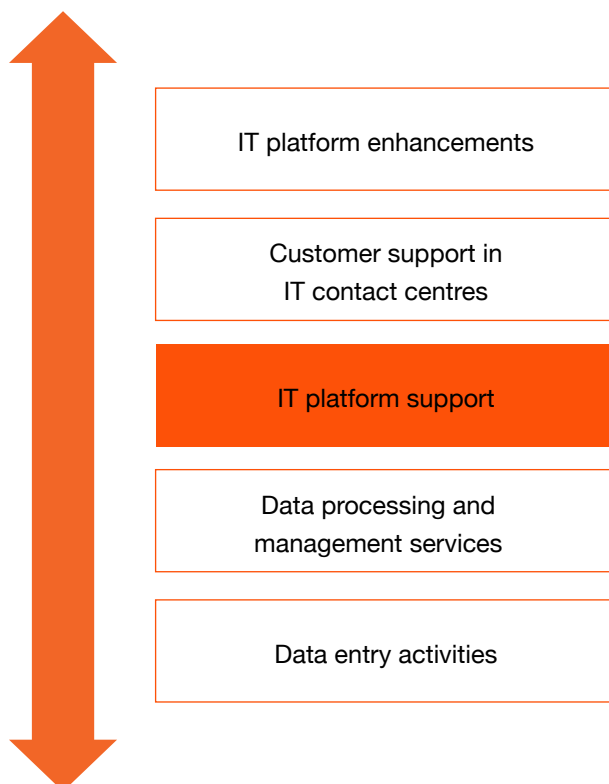 IT platform enhancements
Customer support in
IT contact centres
IT platform support
Data processing and
management services
Data entry activities